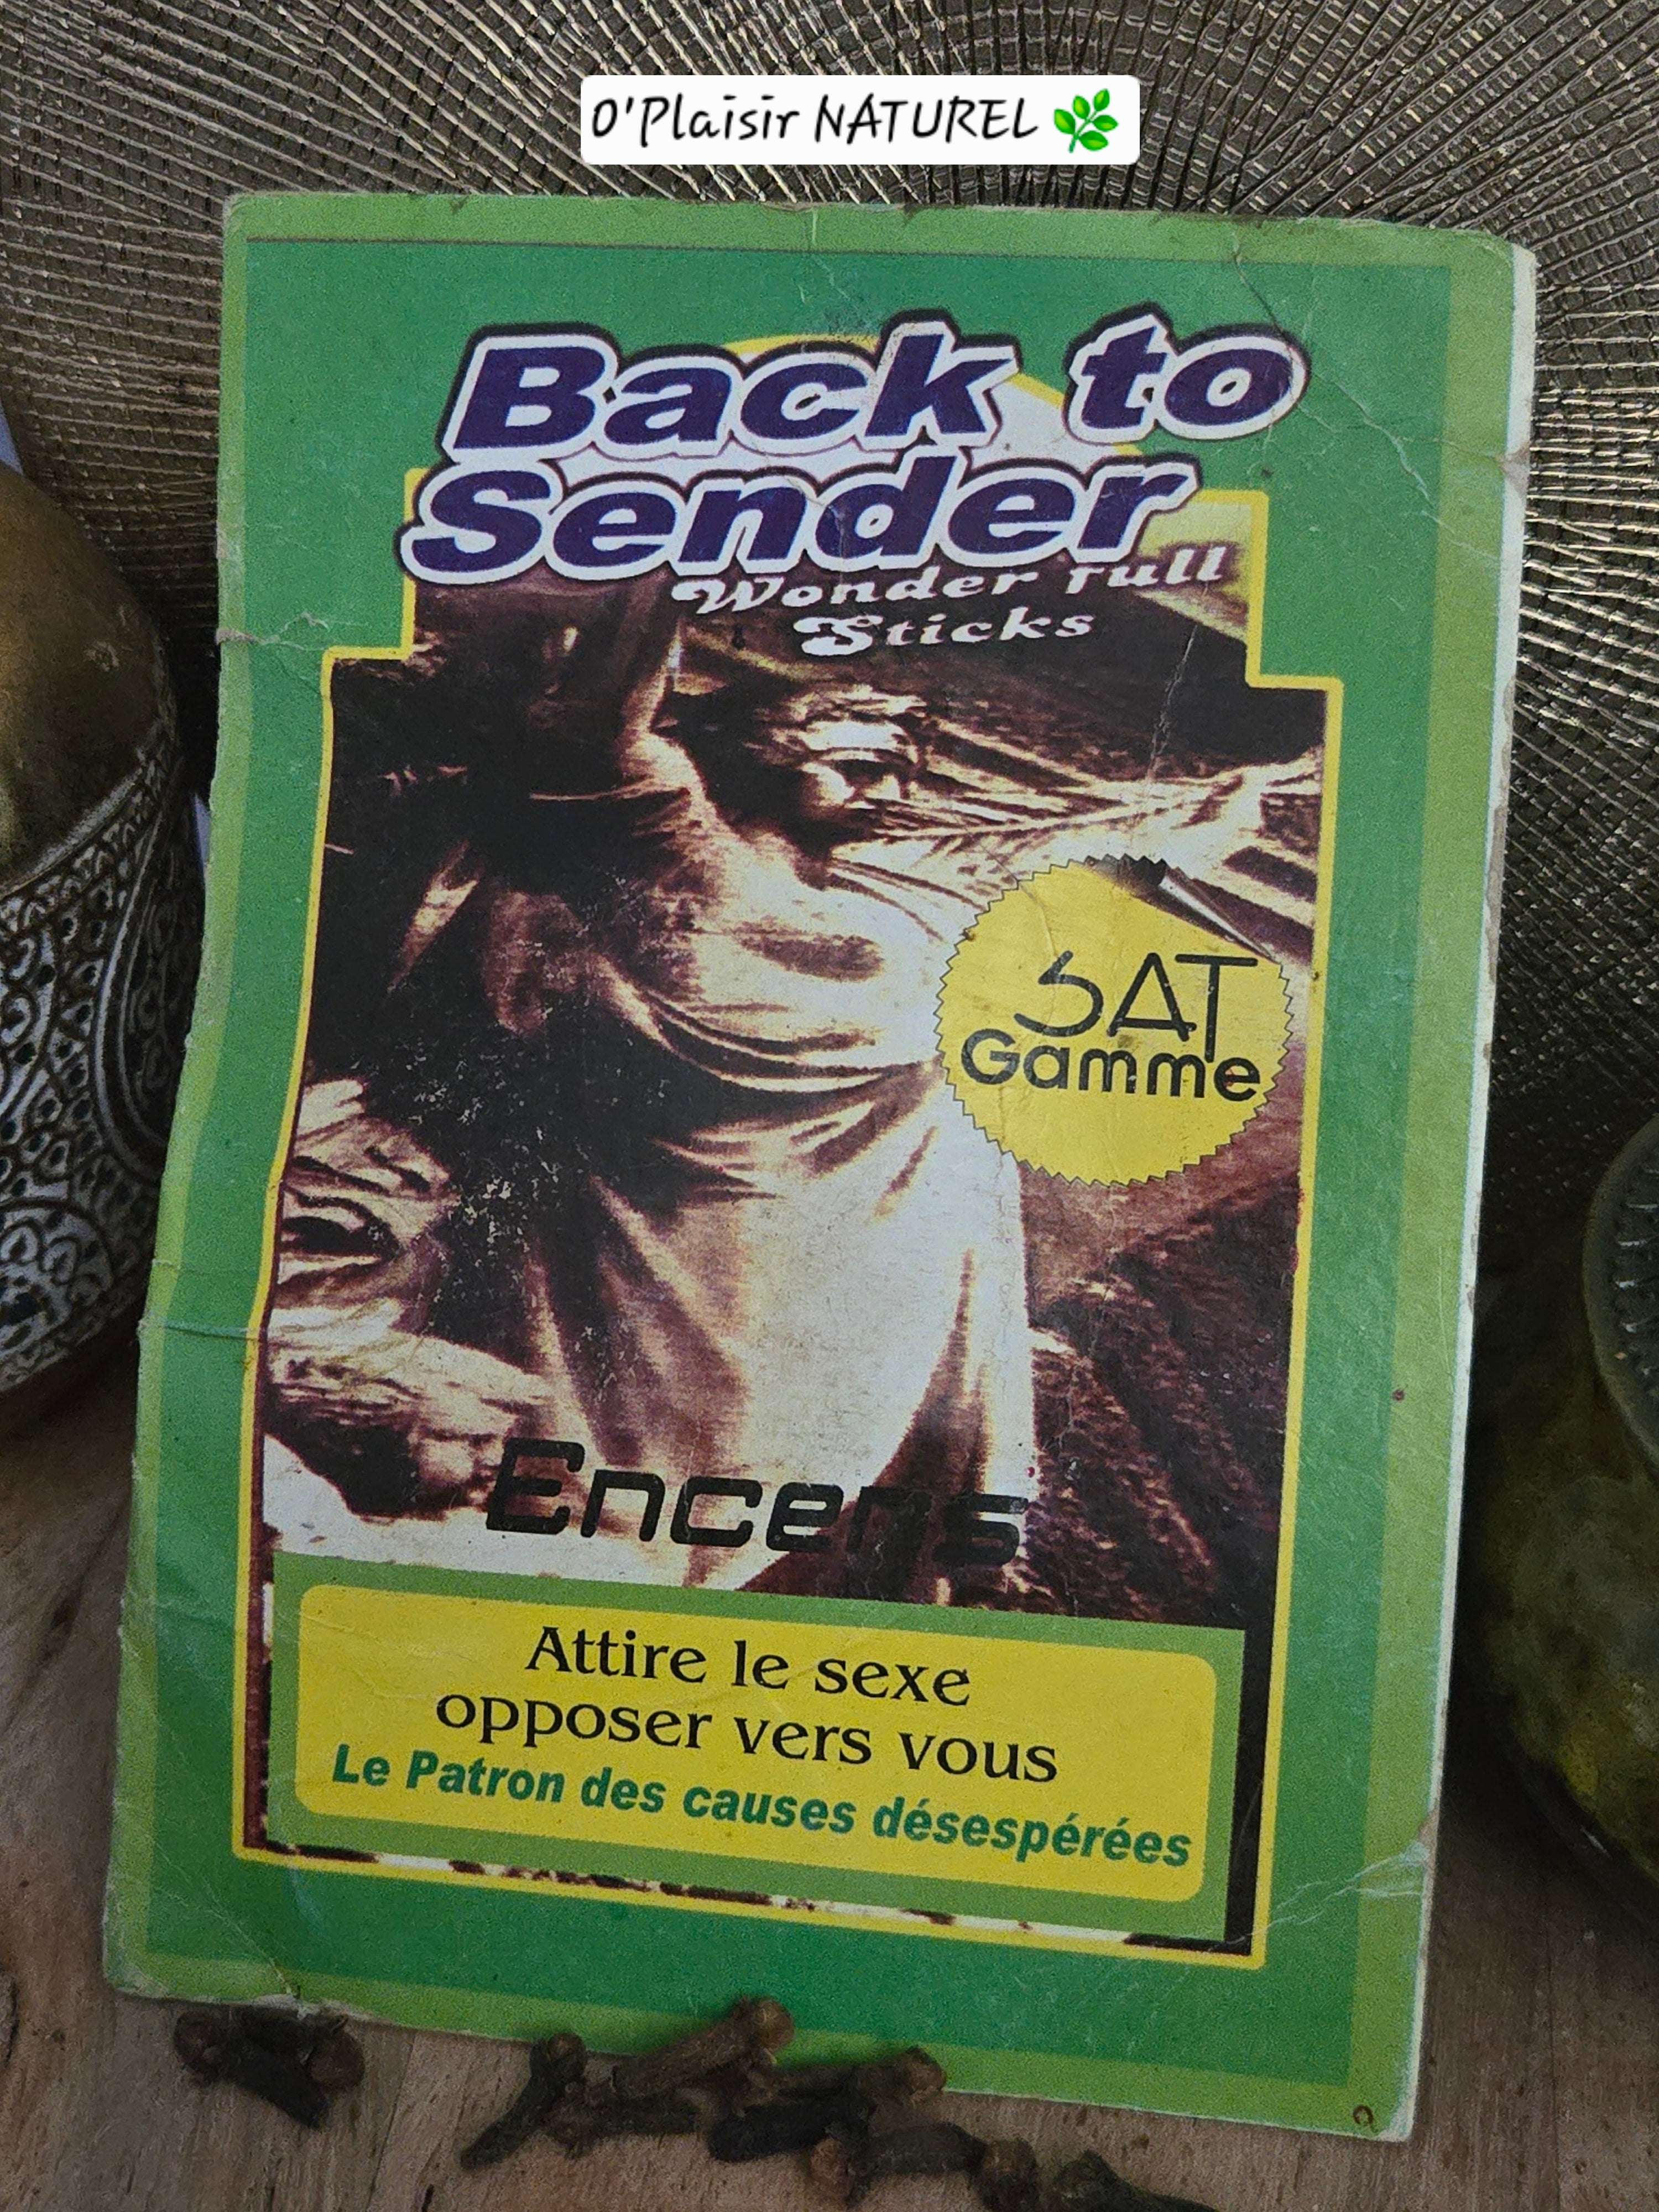 O'Plaisir NATUREL
Back to
Sender
Wonder full
Sticks
SAT
Gamme
Encens
Attire le sexe
opposer vers vous
Le Patron des causes désespérées